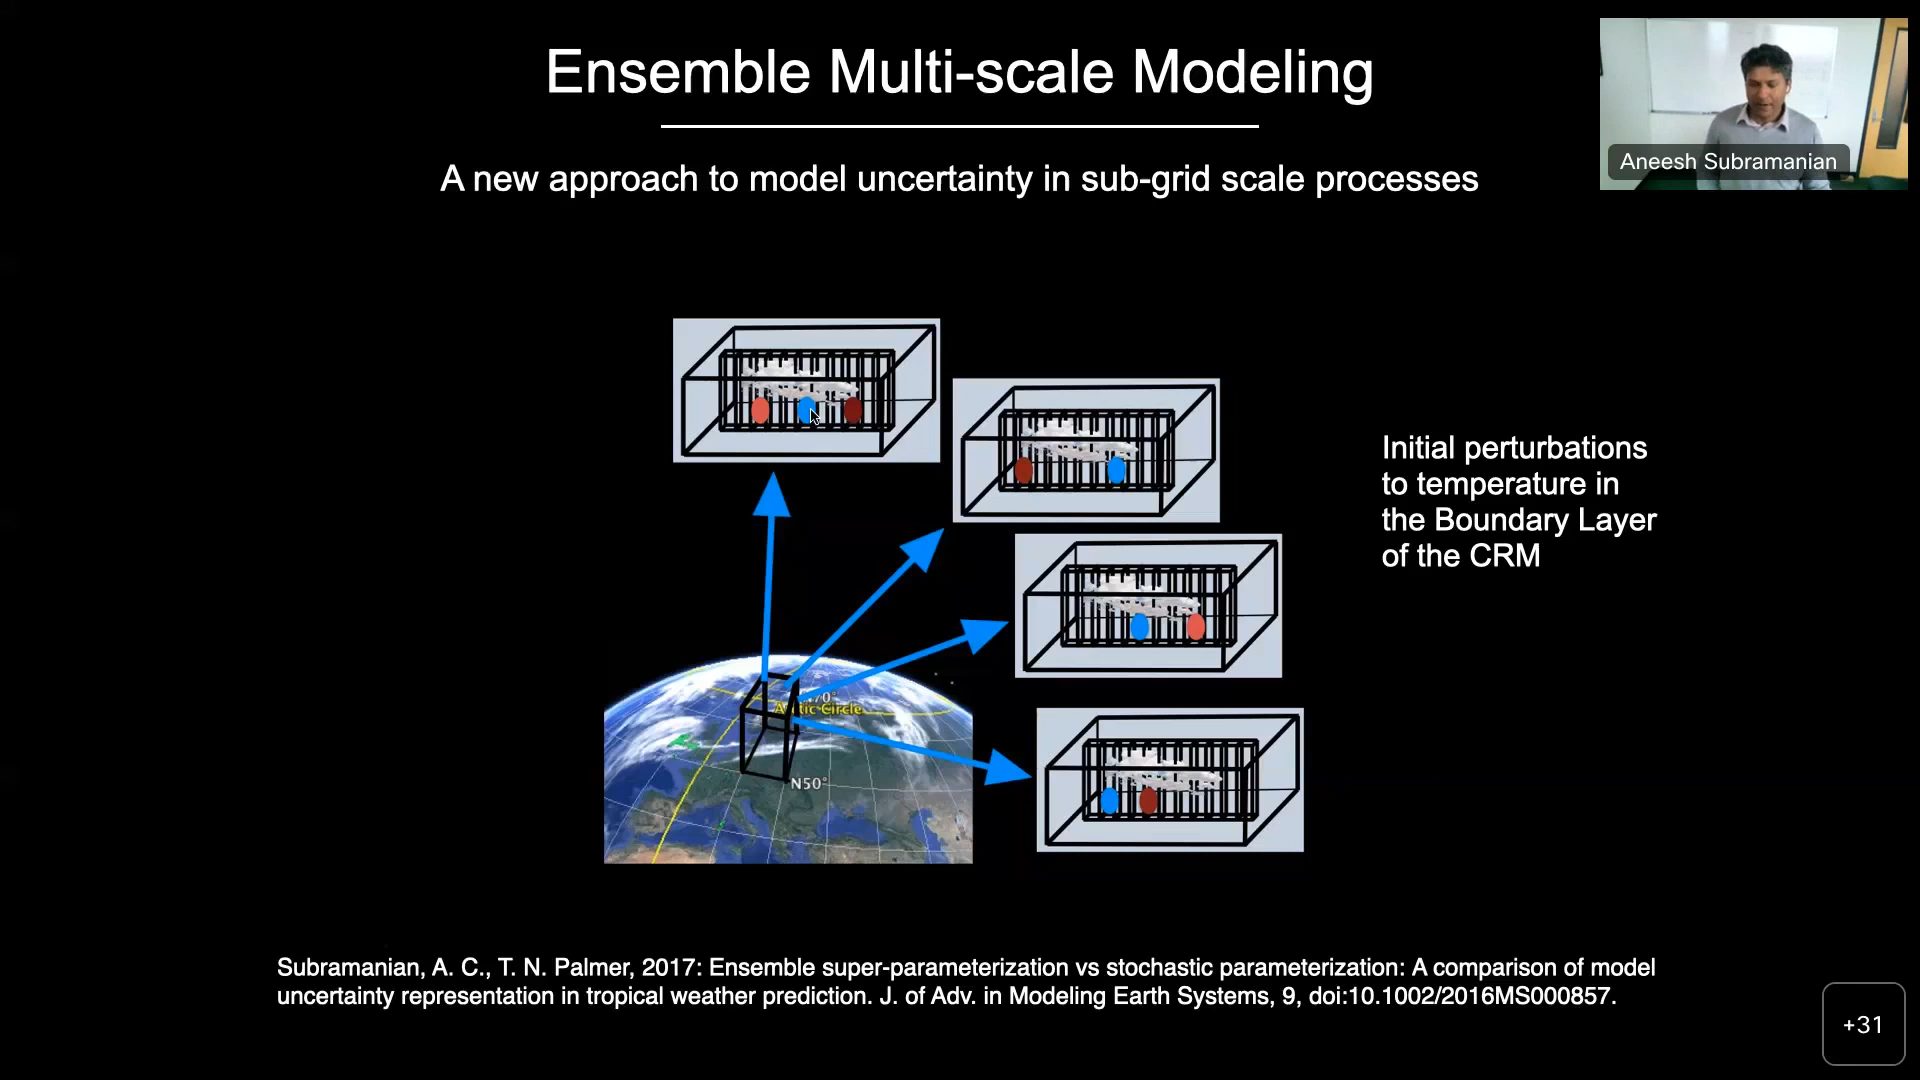 Ensemble Multi-scale Modeling
A new approach to model uncertainty in sub-grid scale processes
Aneesh Subramanian
Initial perturbations
to temperature in
the Boundary Layer
of the CRM
70°
Arctic Circle
N50°
Subramanian, A. C., T. N. Palmer, 2017: Ensemble super-parameterization vs stochastic parameterization: A comparison of model
uncertainty representation in tropical weather prediction. J. of Adv. in Modeling Earth Systems, 9, doi:10.1002/2016MS000857.
+31